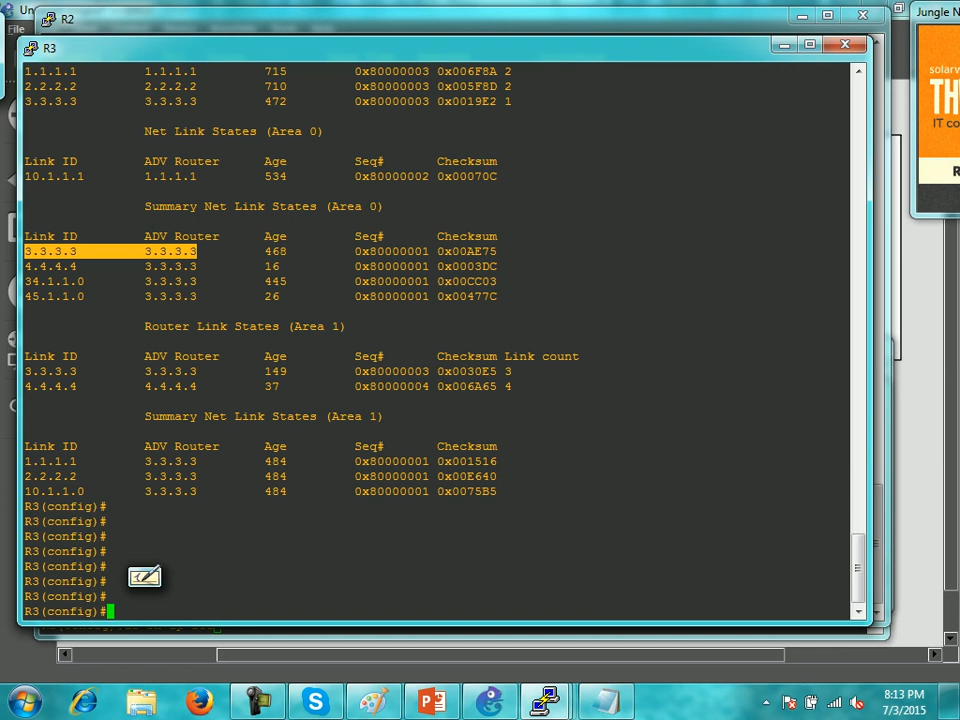 Un
R2
Jungle N
File
R3
1.1.1.1 1.1.1.1 715 0x80000003 0x006F8A 2
2.2.2.2 2.2.2.2 710 0x80000003 0x005F8D 2
3.3.3.3 3.3.3.3 472 0x80000003 0x0019E2 1
Net Link States (Area 0)
Link ID ADV Router Age Seq# Checksum
10.1.1.1 1.1.1.1 534 0x80000002 0x00070C
Summary Net Link States (Area 0)
Link ID ADV Router Age Seq# Checksum
3.3.3.3 3.3.3.3 468 0x80000001 0x00AE75
4.4.4.4 3.3.3.3 16 0x80000001 0x0003DC
34.1.1.0 3.3.3.3 445 0x80000001 0x00CC03
45.1.1.0 3.3.3.3 26 0x80000001 0x00477C
Router Link States (Area 1)
Link ID ADV Router Age Seq# Checksum Link count
3.3.3.3 3.3.3.3 149 0x80000003 0x0030E5 3
4.4.4.4 4.4.4.4 37 0x80000004 0x006A65 4
Summary Net Link States (Area 1)
Link ID ADV Router Age Seq# Checksum
1.1.1.1 3.3.3.3 484 0x80000001 0x001516
2.2.2.2 3.3.3.3 484 0x80000001 0x00E640
10.1.1.0 3.3.3.3 484 0x80000001 0x0075B5
R3(config)#
R3(config)#
R3(config)#
R3(config)#
R3(config)#
R3(config)#
R3(config)#
R3(config)#
solarw
TH
IT co
R
8:13 PM
7/3/2015